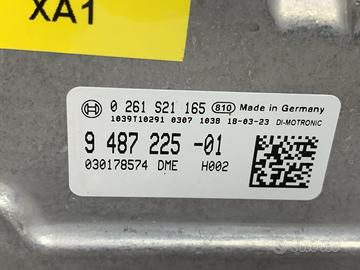 XA1
0 261 S21 165 810 Made in Germany
1039T10291 0307 1038 18-03-23 DI-MOTRONIC
9 487 225 -01
030178574 DME H002